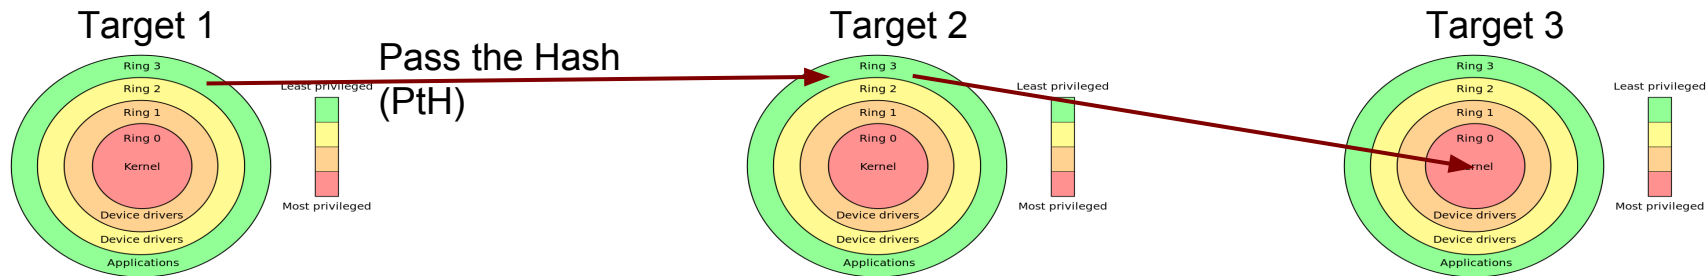 Target 1
Target 2
Target 3
Pass the Hash
(PtH)
Ring 3
Ring 2
Ring 1
Ring 0
Kernel
Device drivers
Device drivers
Applications
Least privileged
Most privileged
Ring 3
Ring 2
Ring 1
Ring 0
Kernel
Device drivers
Device drivers
Applications
Least privileged
Most privileged
Ring 3
Ring 2
Ring 1
Ring 0
Kernel
Device drivers
Device drivers
Applications
Least privileged
Most privileged